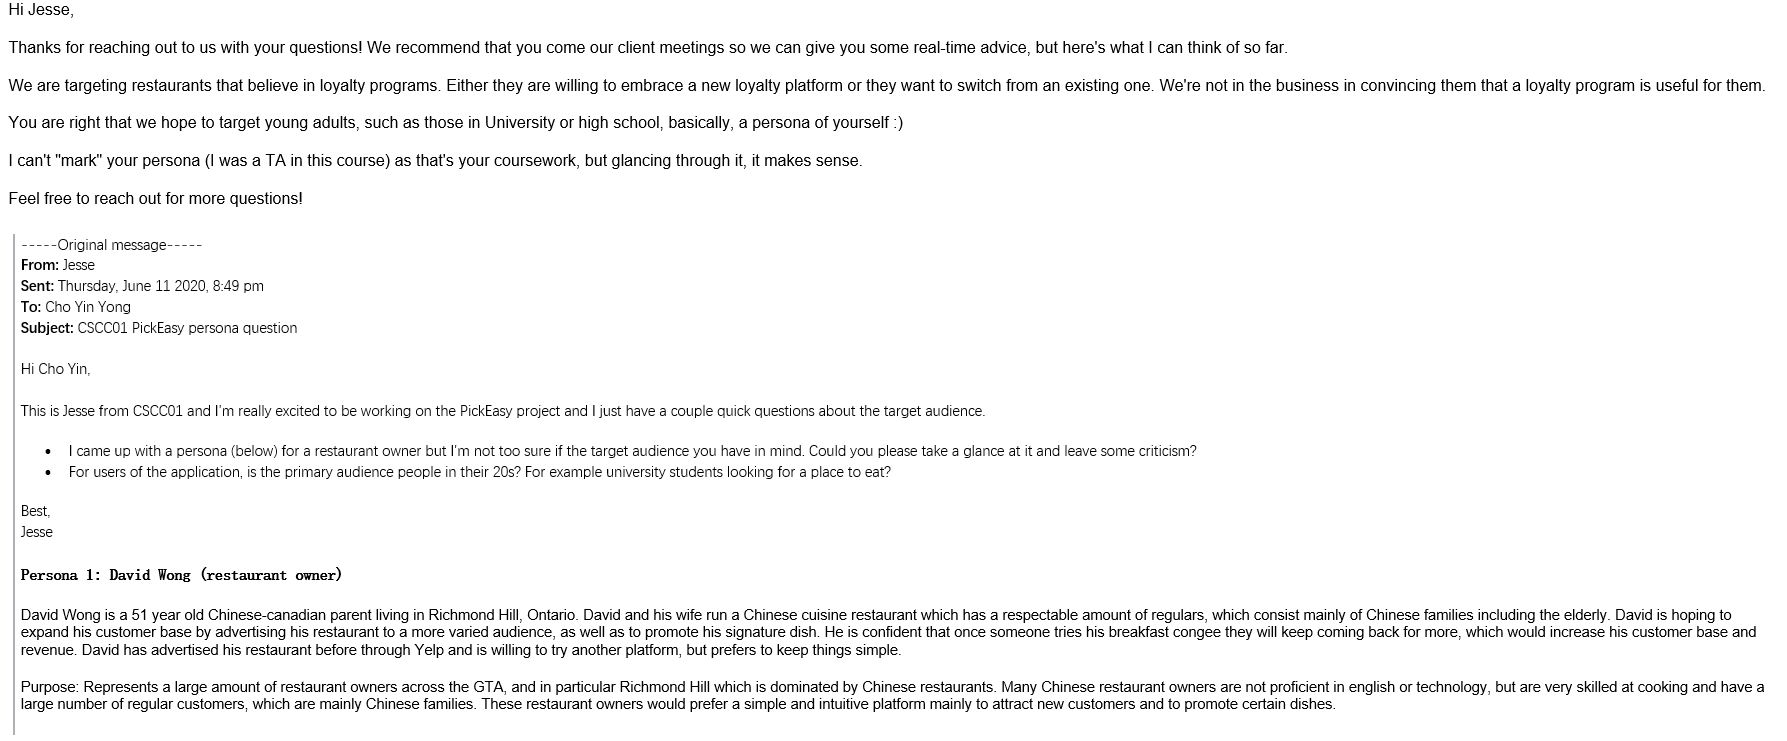 Hi Jesse,
Thanks for reaching out to us with your questions! We recommend that you come our client meetings so we can give you some real-time advice, but here's what I can think of so far.
We are targeting restaurants that believe in loyalty programs. Either they are willing to embrace a new loyalty platform or they want to switch from an existing one. We're not in the business in convincing them that a loyalty program is useful for them.
You are right that we hope to target young adults, such as those in University or high school, basically, a persona of yourself :)
I can't "mark" your persona (I was a TA in this course) as that's your coursework, but glancing through it, it makes sense.
Feel free to reach out for more questions!
-----Original message-----
From: Jesse
Sent: Thursday, June 11 2020, 8:49 pm
To: Cho Yin Yong
Subject: CSCC01 PickEasy persona question
Hi Cho Yin,
This is Jesse from CSCC01 and I'm really excited to be working on the PickEasy project and I just have a couple quick questions about the target audience.
• I came up with a persona (below) for a restaurant owner but I'm not too sure if the target audience you have in mind. Could you please take a glance at it and leave some criticism?
• For users of the application, is the primary audience people in their 20s? For example university students looking for a place to eat?
Best,
Jesse
Persona 1: David Wong (restaurant owner)
David Wong is a 51 year old Chinese-canadian parent living in Richmond Hill, Ontario. David and his wife run a Chinese cuisine restaurant which has a respectable amount of regulars, which consist mainly of Chinese families including the elderly. David is hoping to
expand his customer base by advertising his restaurant to a more varied audience, as well as to promote his signature dish. He is confident that once someone tries his breakfast congee they will keep coming back for more, which would increase his customer base and
revenue. David has advertised his restaurant before through Yelp and is willing to try another platform, but prefers to keep things simple.
Purpose: Represents a large amount of restaurant owners across the GTA, and in particular Richmond Hill which is dominated by Chinese restaurants. Many Chinese restaurant owners are not proficient in english or technology, but are very skilled at cooking and have a
large number of regular customers, which are mainly Chinese families. These restaurant owners would prefer a simple and intuitive platform mainly to attract new customers and to promote certain dishes.